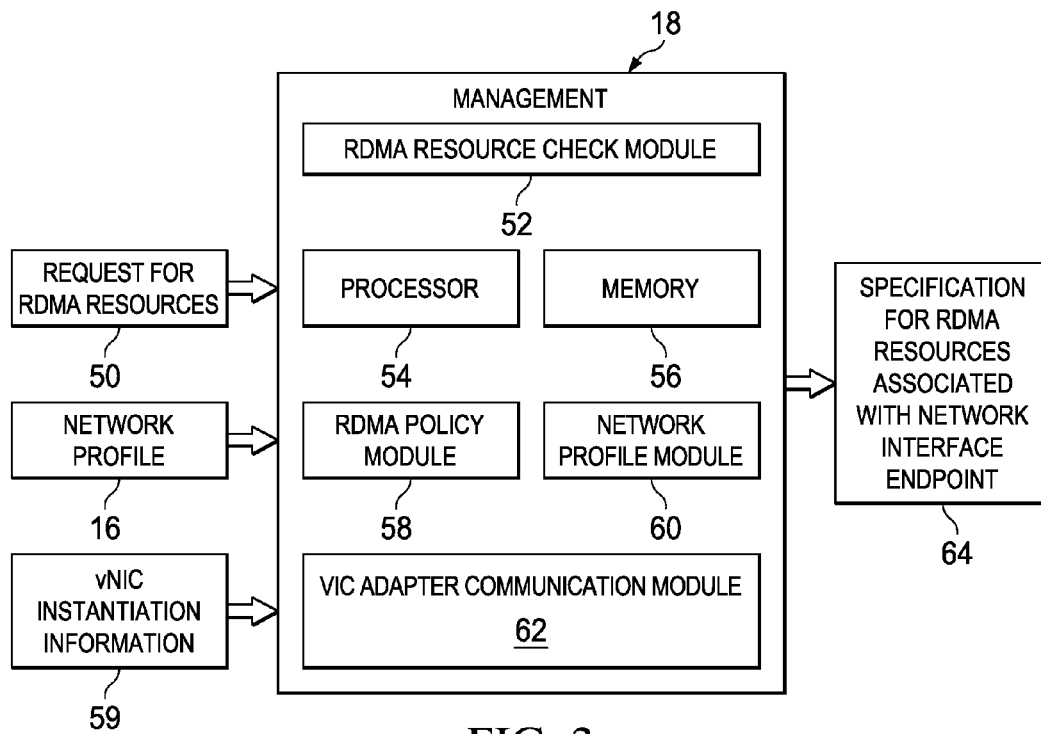 18
MANAGEMENT
RDMA RESOURCE CHECK MODULE
52
REQUEST FOR
RDMA RESOURCES
50
PROCESSOR
54
MEMORY
56
NETWORK
PROFILE
16
RDMA POLICY
MODULE
58
NETWORK
PROFILE MODULE
60
vNIC
INSTANTIATION
INFORMATION
59
VIC ADAPTER COMMUNICATION MODULE
62
SPECIFICATION
FOR RDMA
RESOURCES
ASSOCIATED
WITH NETWORK
INTERFACE
ENDPOINT
64